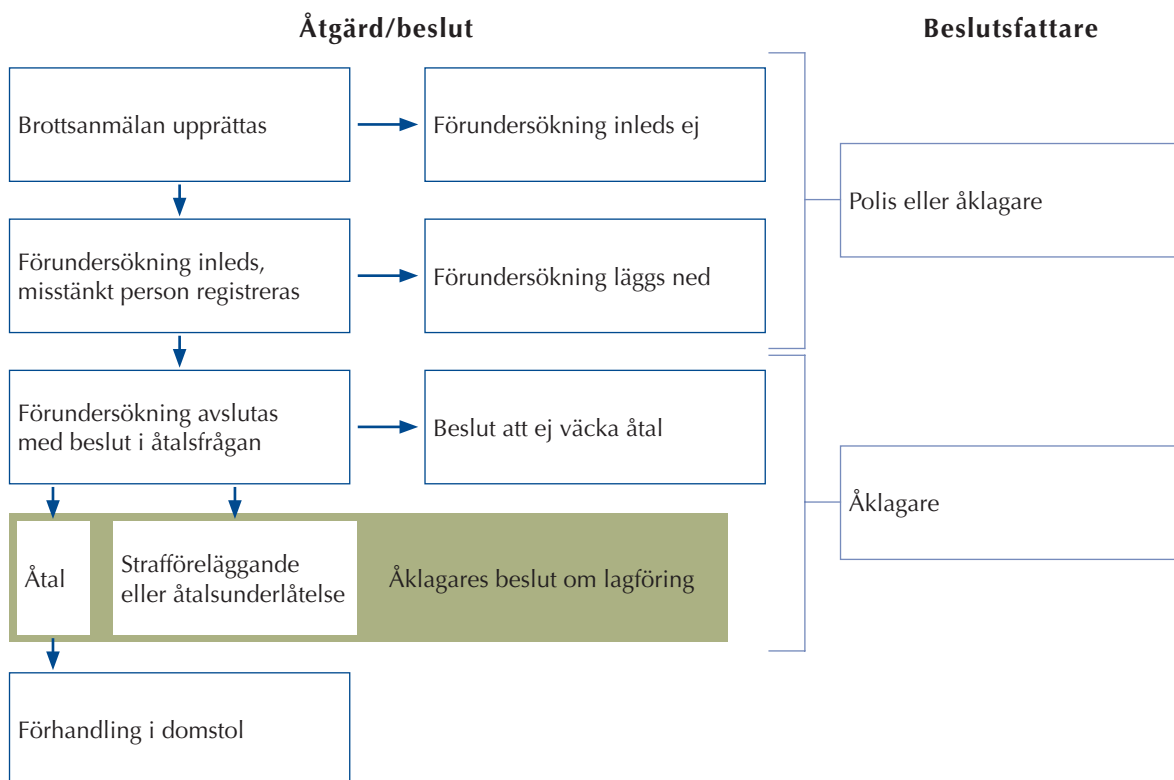 Åtgärd/beslut
Beslutsfattare
Brottsanmälan upprättas
Förundersökning inleds ej
Polis eller åklagare
Förundersökning inleds,
misstänkt person registreras
Förundersökning läggs ned
Förundersökning avslutas
med beslut i åtalsfrågan
Beslut att ej väcka åtal
Åklagare
Åtal
Strafföreläggande
eller åtalsunderlåtelse
Åklagares beslut om lagföring
Förhandling i domstol